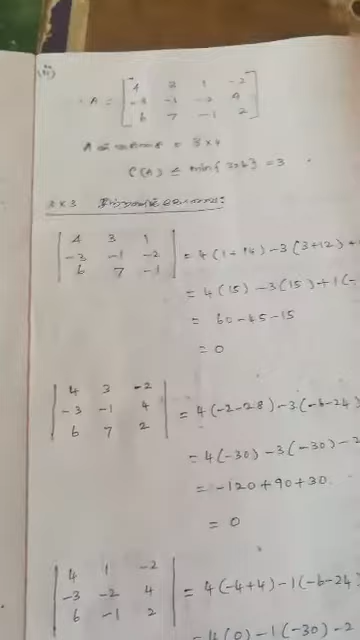 (iii)
A = [ 4 3 1 -2
-3 -1 -2 4
6 7 -1 2 ]
A = 3 × 4
ρ(A) ≤ min{3,4} = 3
3 × 3
| 4 3 1 | = 4(1+14) - 3(3+12) +
| -3 -1 -2 |
| 6 7 -1 |
= 4(15) - 3(15) + 1(-
= 60 - 45 - 15
= 0
| 4 3 -2 |
| -3 -1 4 | = 4(-2-28) - 3(-6-24)
| 6 7 2 |
= 4(-30) - 3(-30) - 2
= -120 + 90 + 30
= 0
| 4 1 -2 |
| -3 -2 4 | = 4(-4+4) - 1(-6-24)
| 6 -1 2 |
= 4(0) - 1(-30) - 2